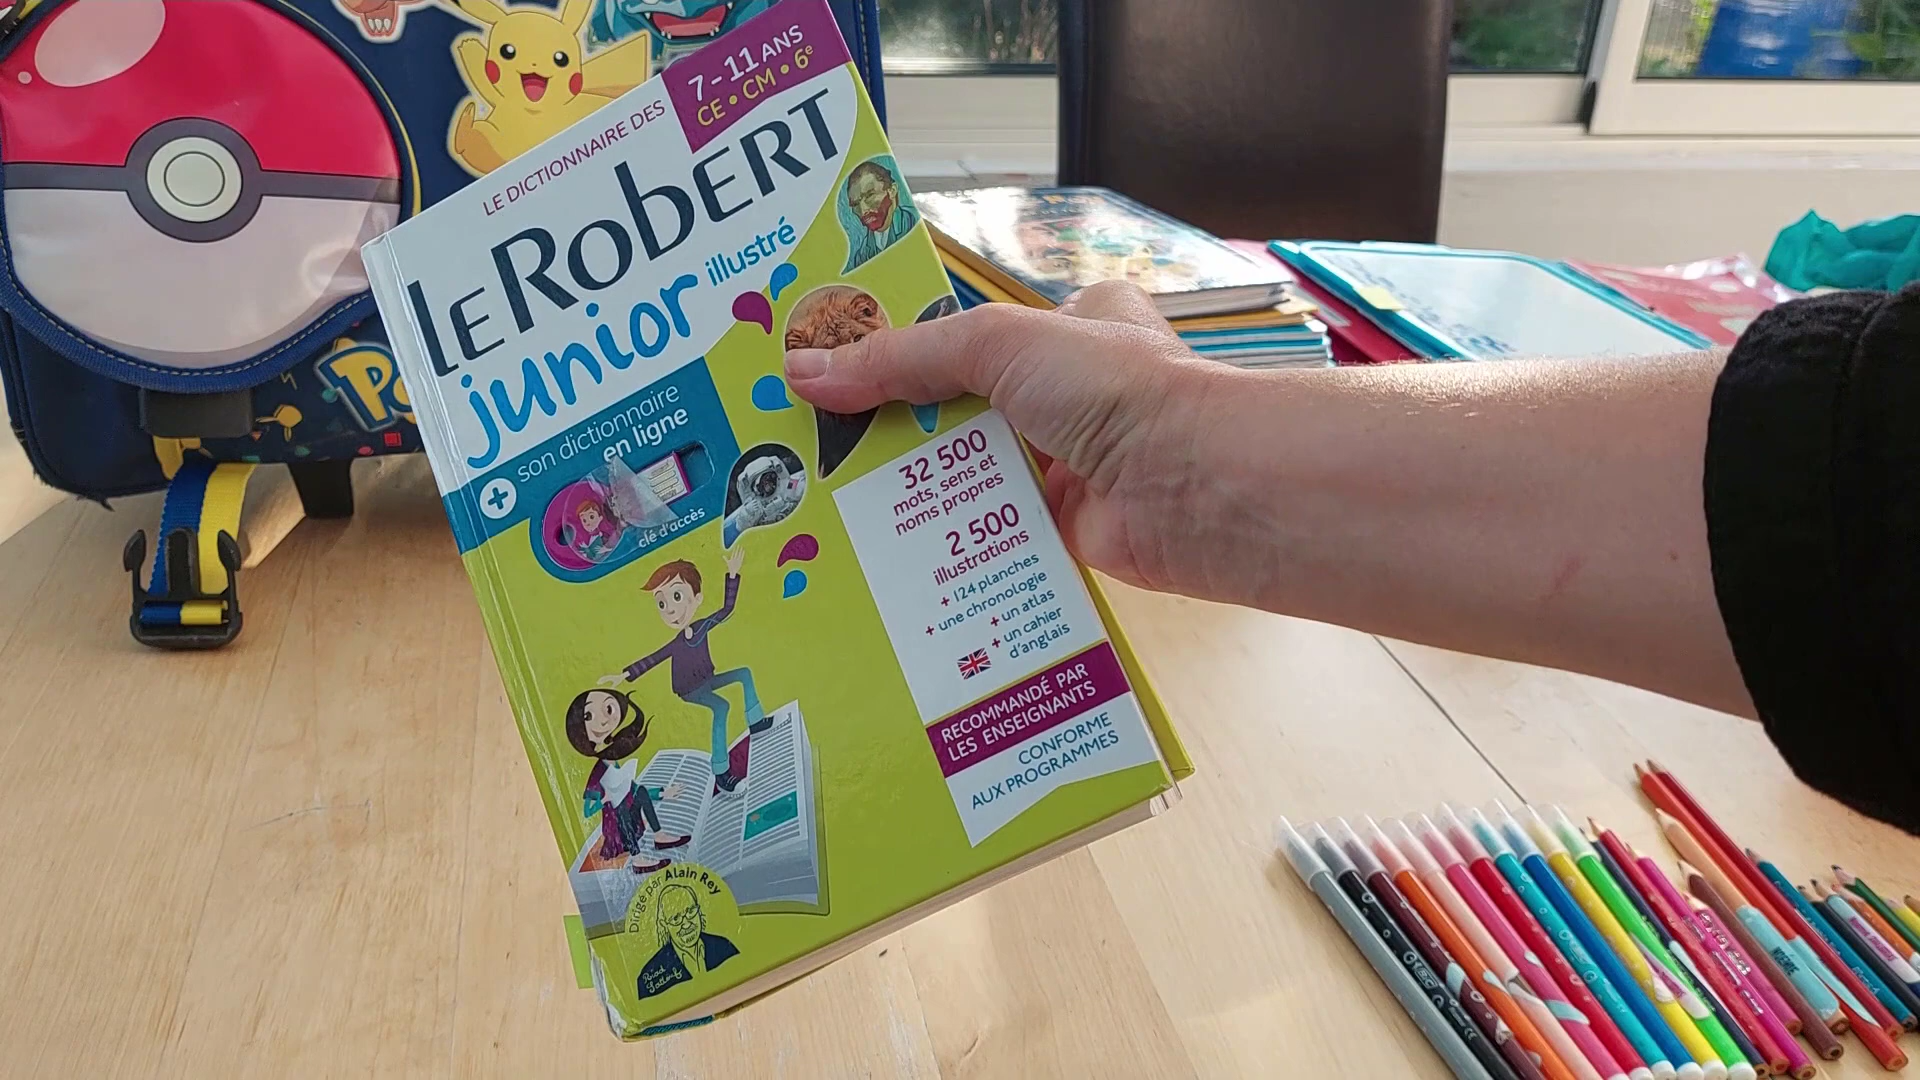 7-11 ANS
CE • CM • 6e
LE DICTIONNAIRE DES
LE ROBERT
junior illustré
+ son dictionnaire
en ligne
clé d'accès
32 500
mots, sens et
noms propres
2 500
illustrations
+ 124 planches
+ une chronologie
+ un atlas
+ un cahier
d'anglais
RECOMMANDÉ PAR
LES ENSEIGNANTS
CONFORME
AUX PROGRAMMES
Dirigé par Alain Rey
Riad
Sattouf